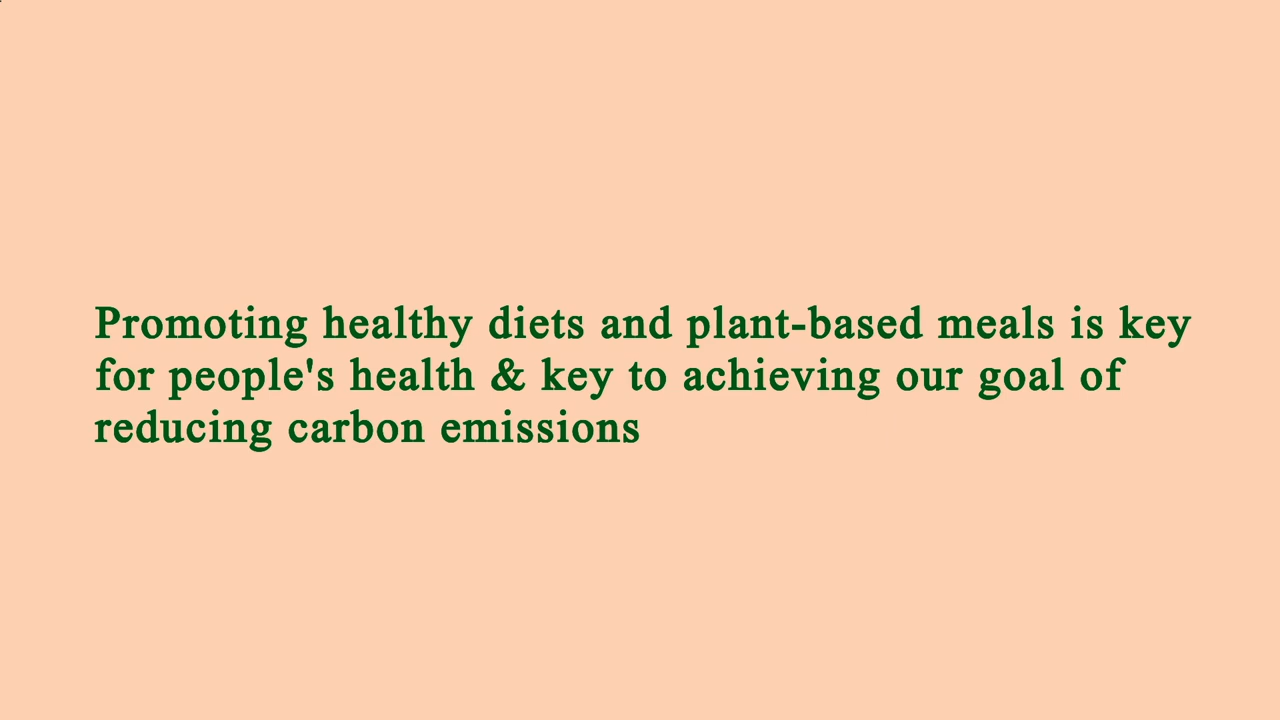 Promoting healthy diets and plant-based meals is key
for people's health & key to achieving our goal of
reducing carbon emissions